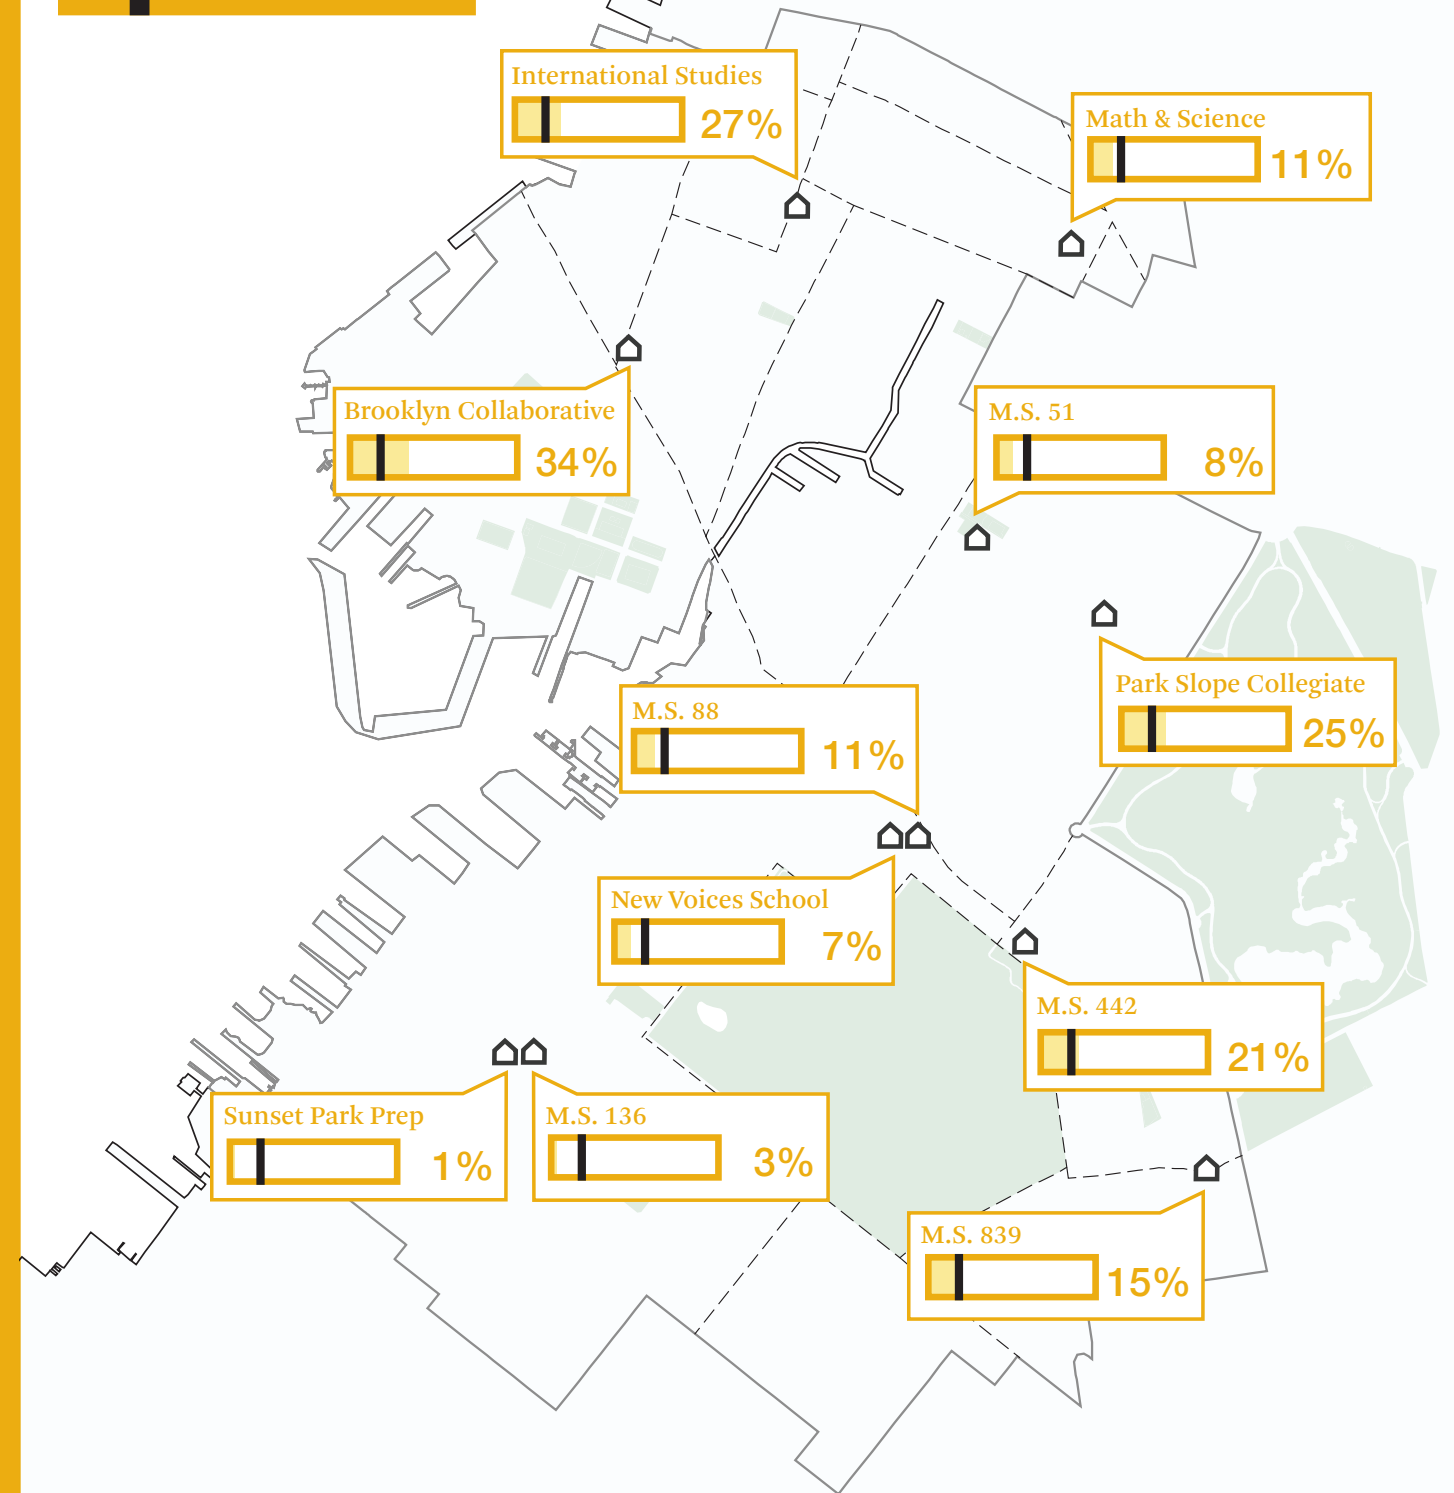 International Studies
27%
Math & Science
11%
Brooklyn Collaborative
34%
M.S. 51
8%
Park Slope Collegiate
25%
M.S. 88
11%
New Voices School
7%
M.S. 442
21%
Sunset Park Prep
1%
M.S. 136
3%
M.S. 839
15%